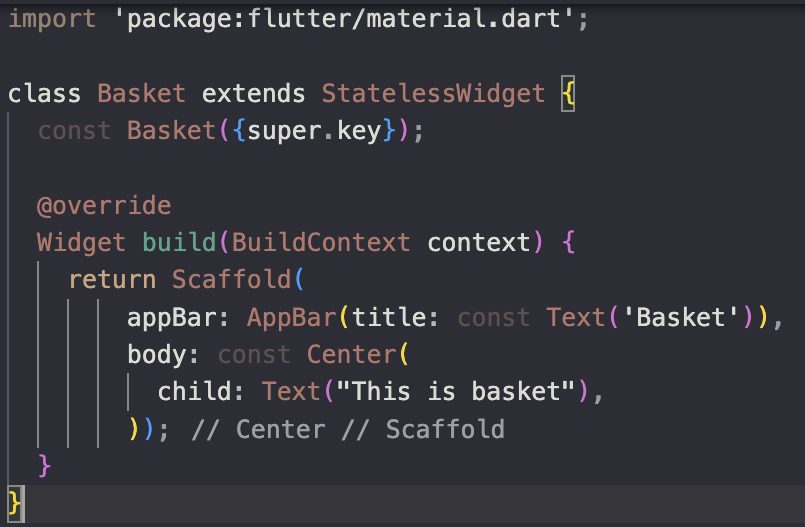 import 'package:flutter/material.dart';
class Basket extends StatelessWidget {
const Basket({super.key});
@override
Widget build(BuildContext context) {
return Scaffold(
appBar: AppBar(title: const Text('Basket')),
body: const Center(
child: Text("This is basket"),
)); // Center // Scaffold
}
}